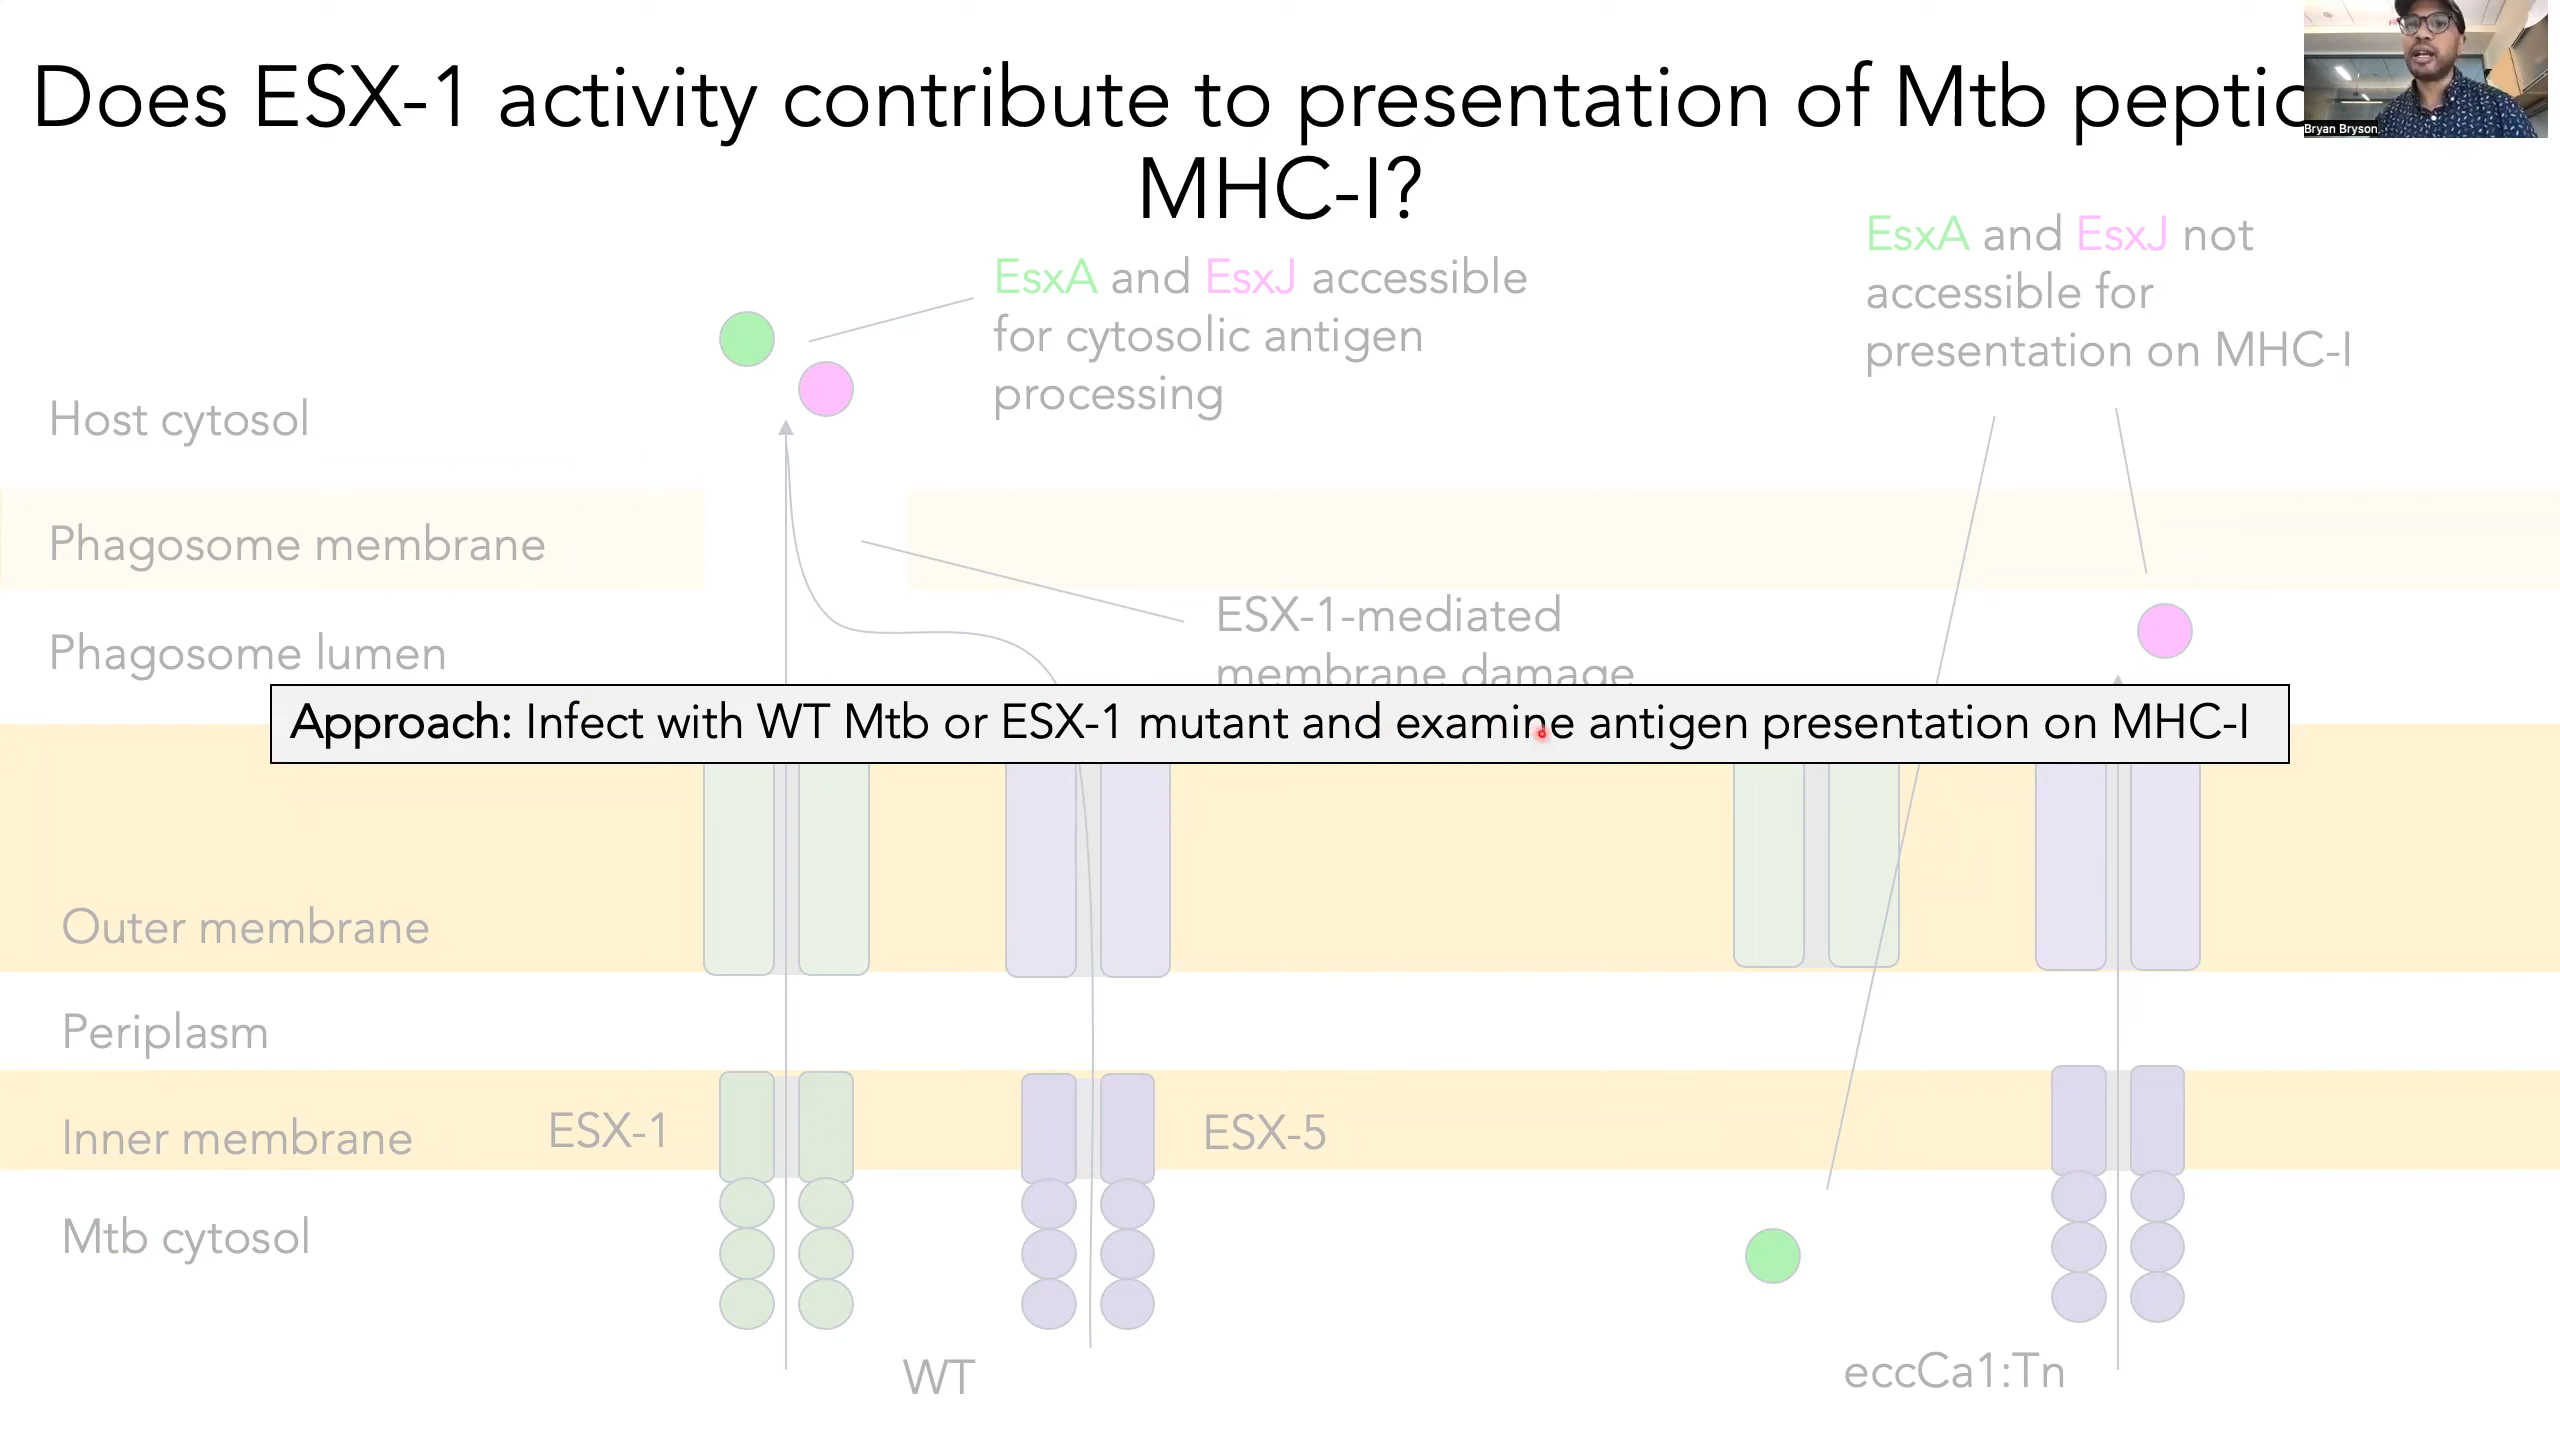 Does ESX-1 activity contribute to presentation of Mtb
MHC-I?
Bryan Bryson
EsxA and EsxJ accessible
for cytosolic antigen
processing
EsxA and EsxJ not
accessible for
presentation on MHC-I
Host cytosol
Phagosome membrane
Phagosome lumen
ESX-1-mediated
membrane damage
Approach: Infect with WT Mtb or ESX-1 mutant and examine antigen presentation on MHC-I
Outer membrane
Periplasm
Inner membrane
ESX-1
ESX-5
Mtb cytosol
WT
eccCa1:Tn